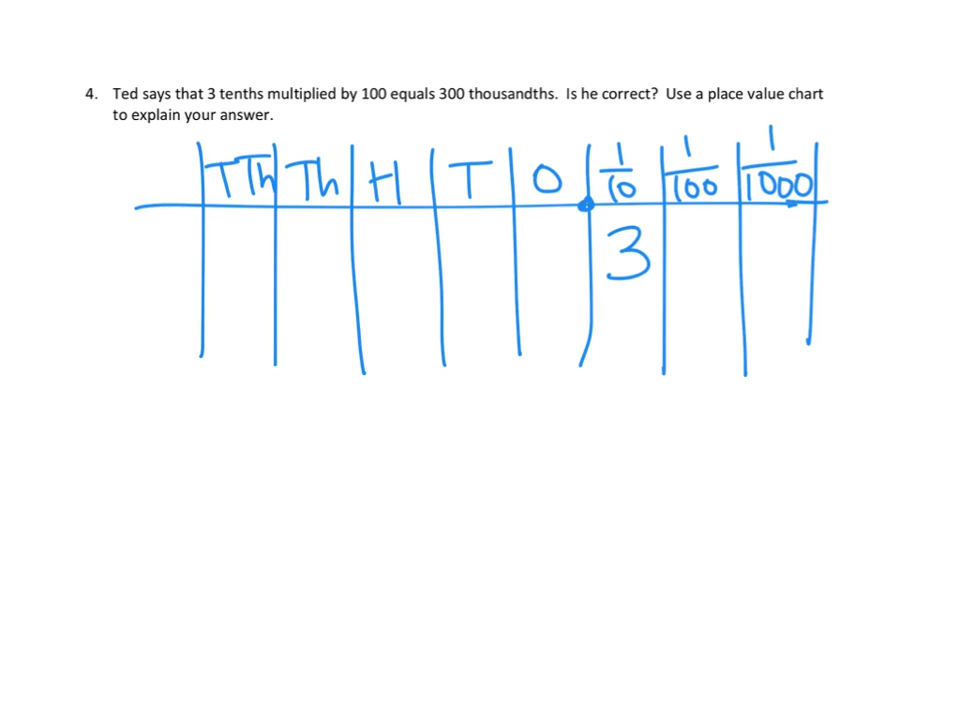 4. Ted says that 3 tenths multiplied by 100 equals 300 thousandths. Is he correct? Use a place value chart
to explain your answer.
TTh Th H T O . 1/10 1/100 1/1000
3